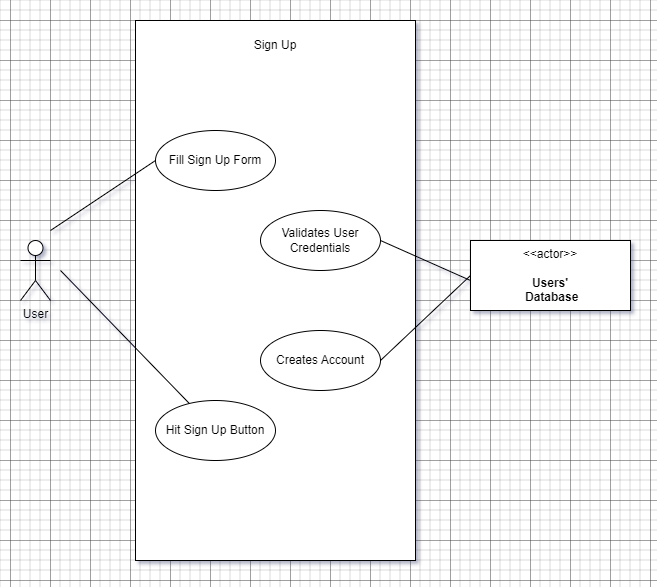 Sign Up
Fill Sign Up Form
Validates User
Credentials
<<actor>>
Users'
Database
User
Creates Account
Hit Sign Up Button